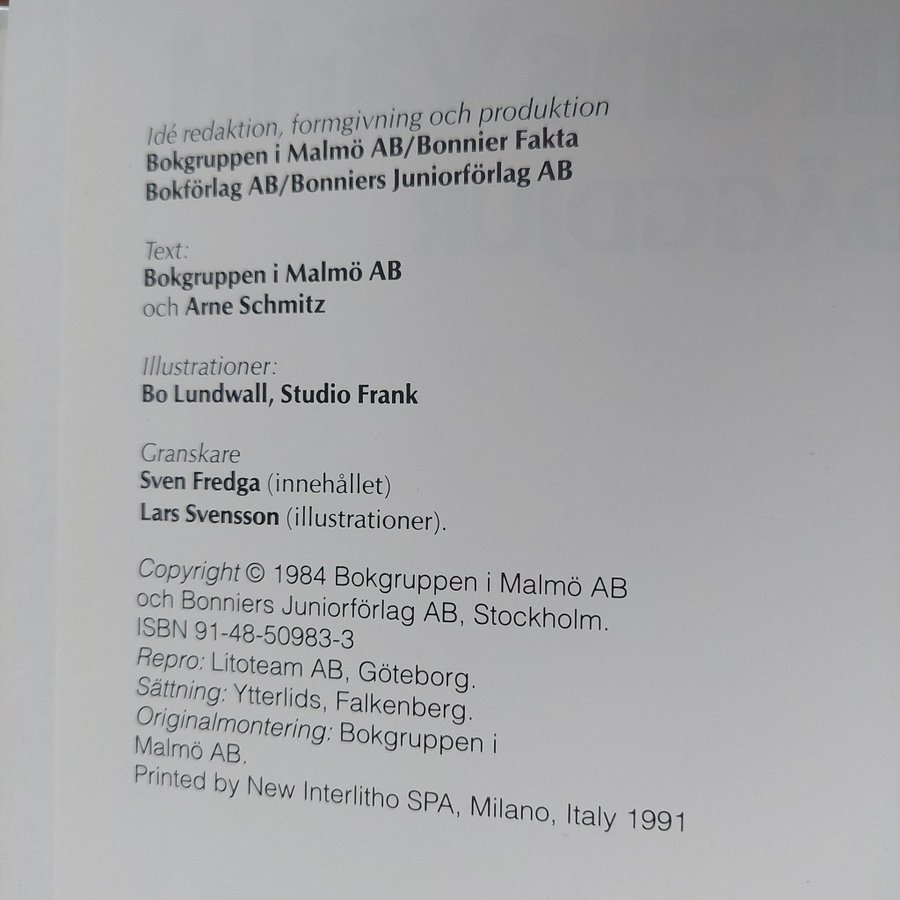 Idé redaktion, formgivning och produktion
Bokgruppen i Malmö AB/Bonnier Fakta
Bokförlag AB/Bonniers Juniorförlag AB
Text:
Bokgruppen i Malmö AB
och Arne Schmitz
Illustrationer:
Bo Lundwall, Studio Frank
Granskare
Sven Fredga (innehållet)
Lars Svensson (illustrationer).
Copyright © 1984 Bokgruppen i Malmö AB
och Bonniers Juniorförlag AB, Stockholm.
ISBN 91-48-50983-3
Repro: Litoteam AB, Göteborg.
Sättning: Ytterlids, Falkenberg.
Originalmontering: Bokgruppen i
Malmö AB.
Printed by New Interlitho SPA, Milano, Italy 1991